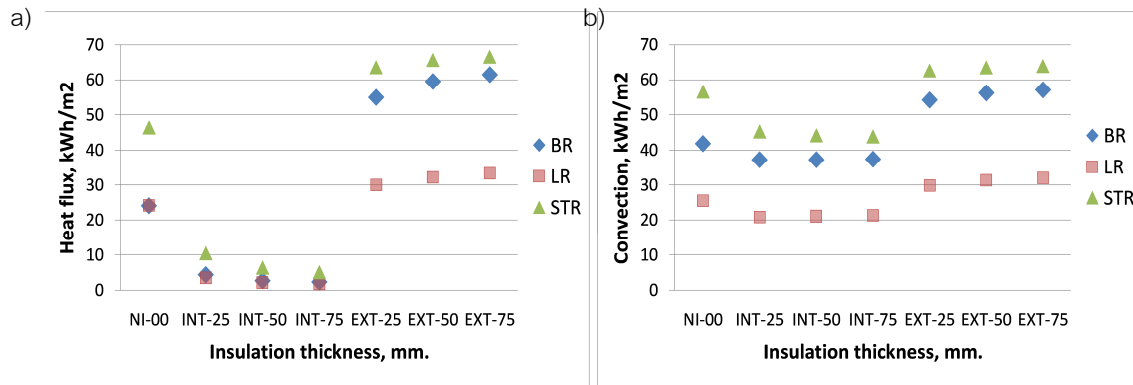 a)
Heat flux, kWh/m2
70
60
50
40
30
20
10
0
NI-00 INT-25 INT-50 INT-75 EXT-25 EXT-50 EXT-75
Insulation thickness, mm.
BR
LR
STR
b)
Convection, kWh/m2
70
60
50
40
30
20
10
0
NI-00 INT-25 INT-50 INT-75 EXT-25 EXT-50 EXT-75
Insulation thickness, mm.
BR
LR
STR